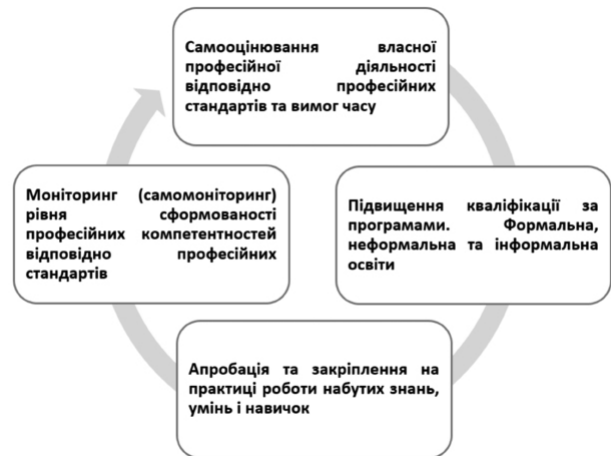 Самооцінювання власної
професійної діяльності
відповідно професійних
стандартів та вимог часу
Підвищення кваліфікації за
програмами. Формальна,
неформальна та інформальна
освіти
Апробація та закріплення на
практиці роботи набутих знань,
умінь і навичок
Моніторинг (самомоніторинг)
рівня сформованості
професійних компетентностей
відповідно професійних
стандартів